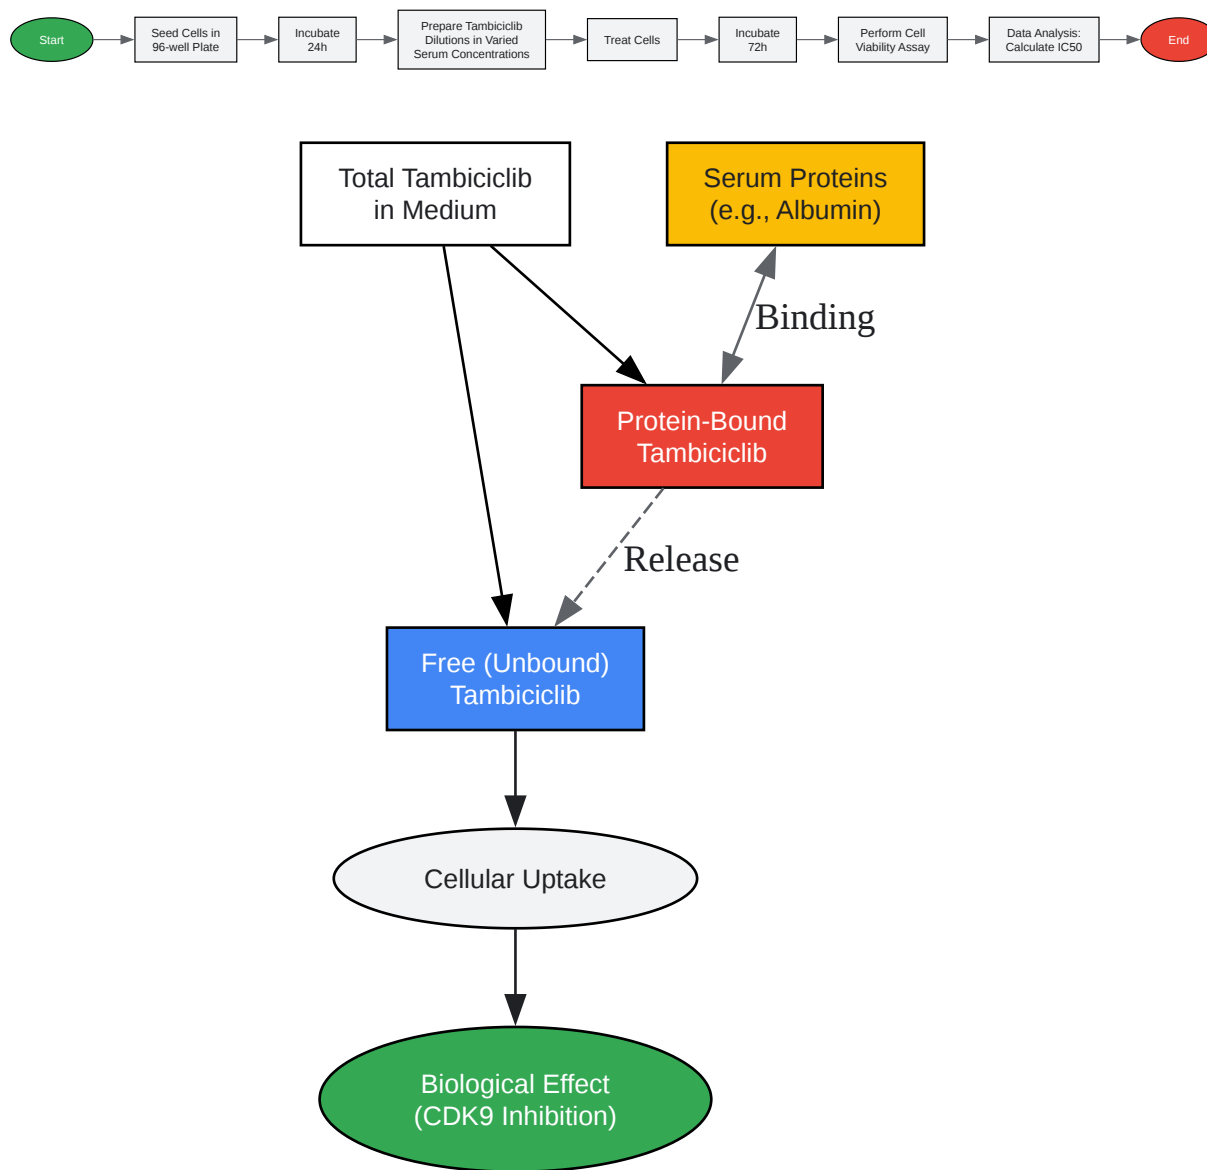 Start
Seed Cells in
96-well Plate
Incubate
24h
Prepare Tambiciclib
Dilutions in Varied
Serum Concentrations
Treat Cells
Incubate
72h
Perform Cell
Viability Assay
Data Analysis:
Calculate IC50
End
Total Tambiciclib
in Medium
Serum Proteins
(e.g., Albumin)
Binding
Protein-Bound
Tambiciclib
Release
Free (Unbound)
Tambiciclib
Cellular Uptake
Biological Effect
(CDK9 Inhibition)